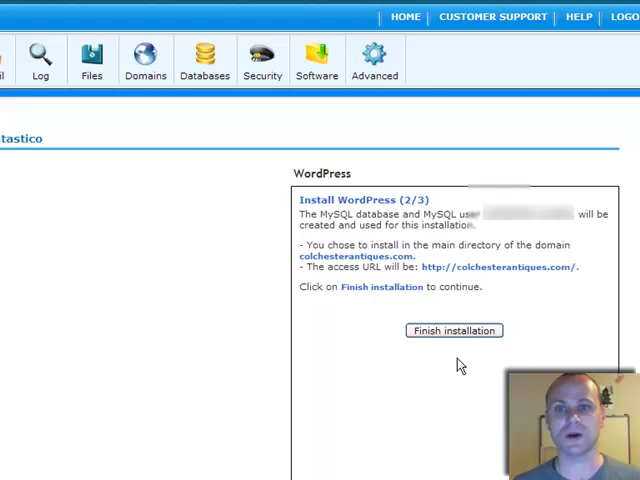 HOME CUSTOMER SUPPORT HELP LOGO
Log Files Domains Databases Security Software Advanced
tastico
WordPress
Install WordPress (2/3)
The MySQL database and MySQL user will be
created and used for this installation.
- You chose to install in the main directory of the domain
colchesterantiques.com.
- The access URL will be: http://colchesterantiques.com/.
Click on Finish installation to continue.
Finish installation